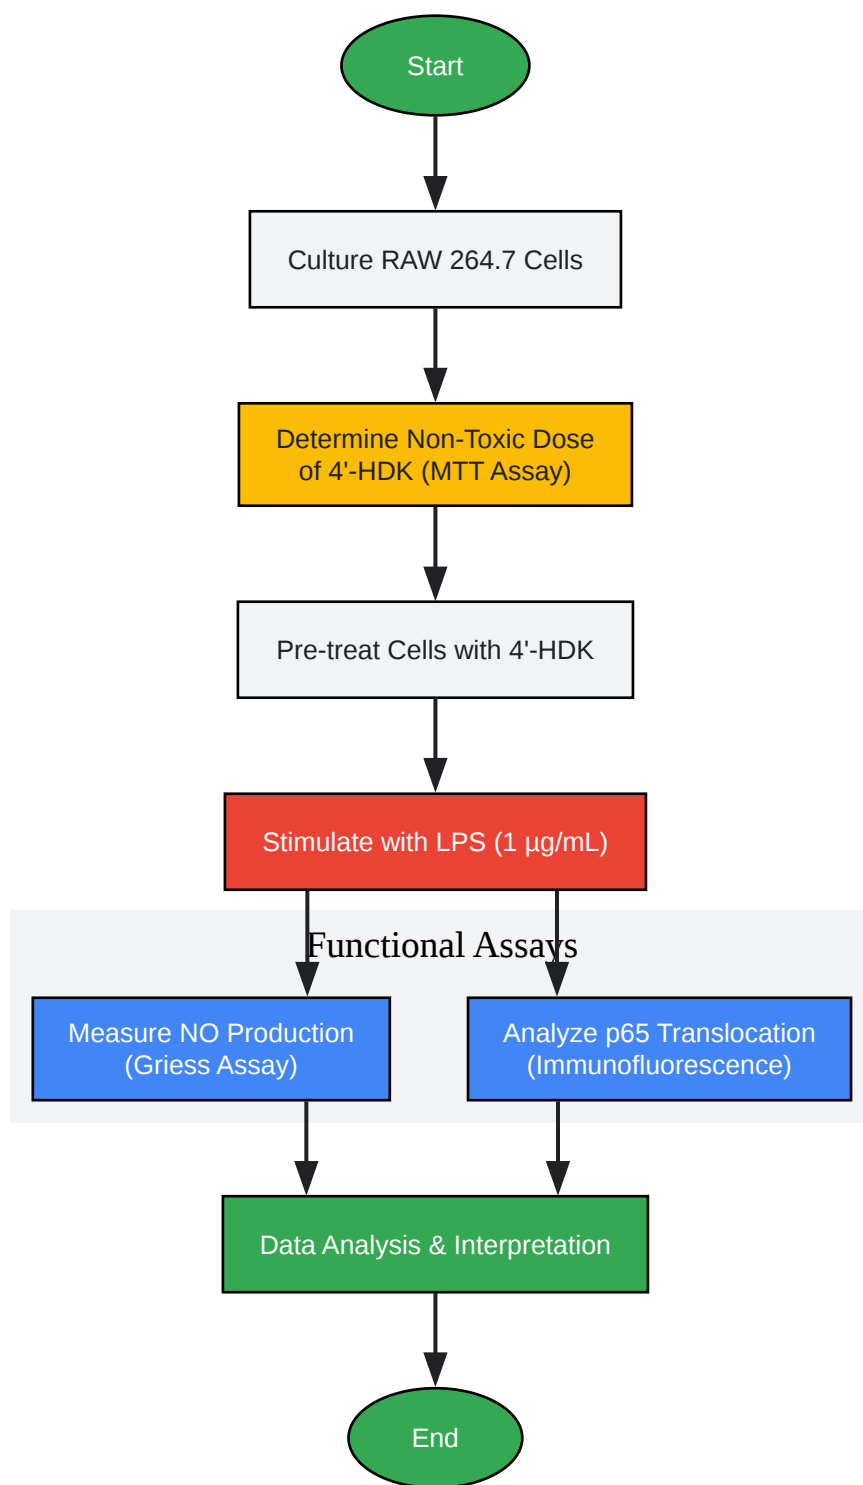 Start
Culture RAW 264.7 Cells
Determine Non-Toxic Dose
of 4'-HDK (MTT Assay)
Pre-treat Cells with 4'-HDK
Stimulate with LPS (1 µg/mL)
Functional Assays
Measure NO Production
(Griess Assay)
Analyze p65 Translocation
(Immunofluorescence)
Data Analysis & Interpretation
End